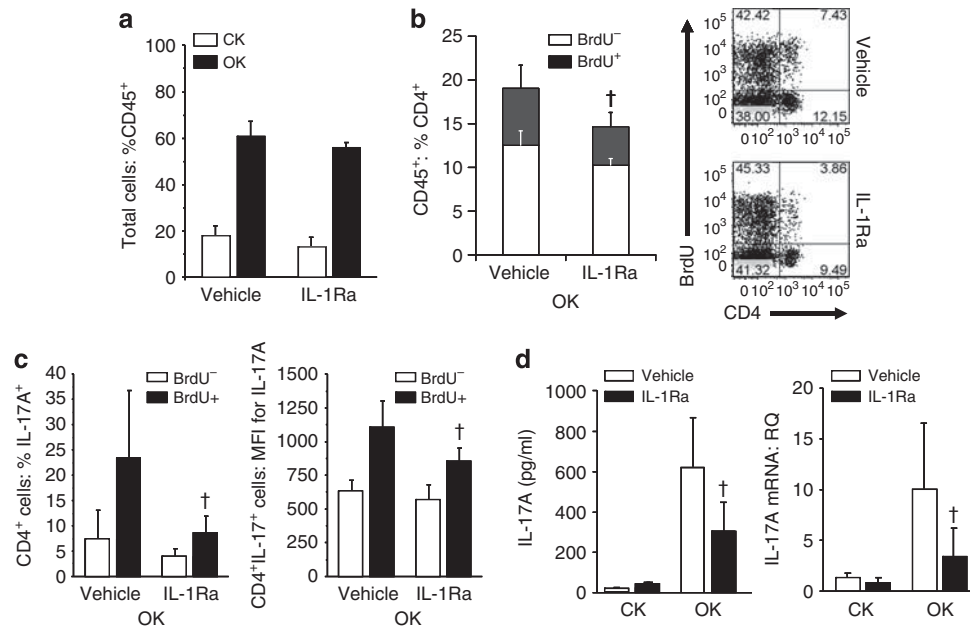 a
100
80
60
40
20
0
Total cells: %CD45⁺
CK
OK
Vehicle IL-1Ra
b
25
20
15
10
5
0
CD45⁺: % CD4⁺
BrdU⁻
BrdU⁺
†
Vehicle IL-1Ra
OK
42.42 7.43
38.00 12.15
10⁵
10⁴
10³
10²
0
0 10² 10³ 10⁴ 10⁵
Vehicle
45.33 3.86
41.32 9.49
10⁵
10⁴
10³
10²
0
0 10² 10³ 10⁴ 10⁵
IL-1Ra
BrdU
CD4
c
40
35
30
25
20
15
10
5
0
CD4⁺ cells: % IL-17A⁺
BrdU⁻
BrdU+
†
Vehicle IL-1Ra
OK
1500
1250
1000
750
500
250
0
CD4⁺IL-17⁺ cells: MFI for IL-17A
BrdU⁻
BrdU+
†
Vehicle IL-1Ra
OK
d
1000
800
600
400
200
0
IL-17A (pg/ml)
Vehicle
IL-1Ra
†
CK OK
20
15
10
5
0
IL-17A mRNA: RQ
Vehicle
IL-1Ra
†
CK OK